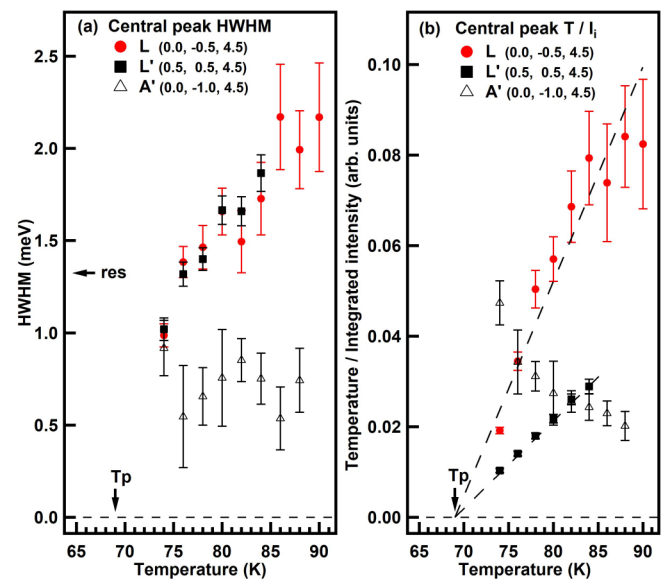 (a) Central peak HWHM
L (0.0, -0.5, 4.5)
L' (0.5, 0.5, 4.5)
A' (0.0, -1.0, 4.5)
HWHM (meV)
2.5
2.0
1.5
1.0
0.5
0.0
res
Tp
65 70 75 80 85 90
Temperature (K)
(b) Central peak T / Ii
L (0.0, -0.5, 4.5)
L' (0.5, 0.5, 4.5)
A' (0.0, -1.0, 4.5)
Temperature / Integrated intensity (arb. units)
0.10
0.08
0.06
0.04
0.02
0.00
Tp
65 70 75 80 85 90
Temperature (K)